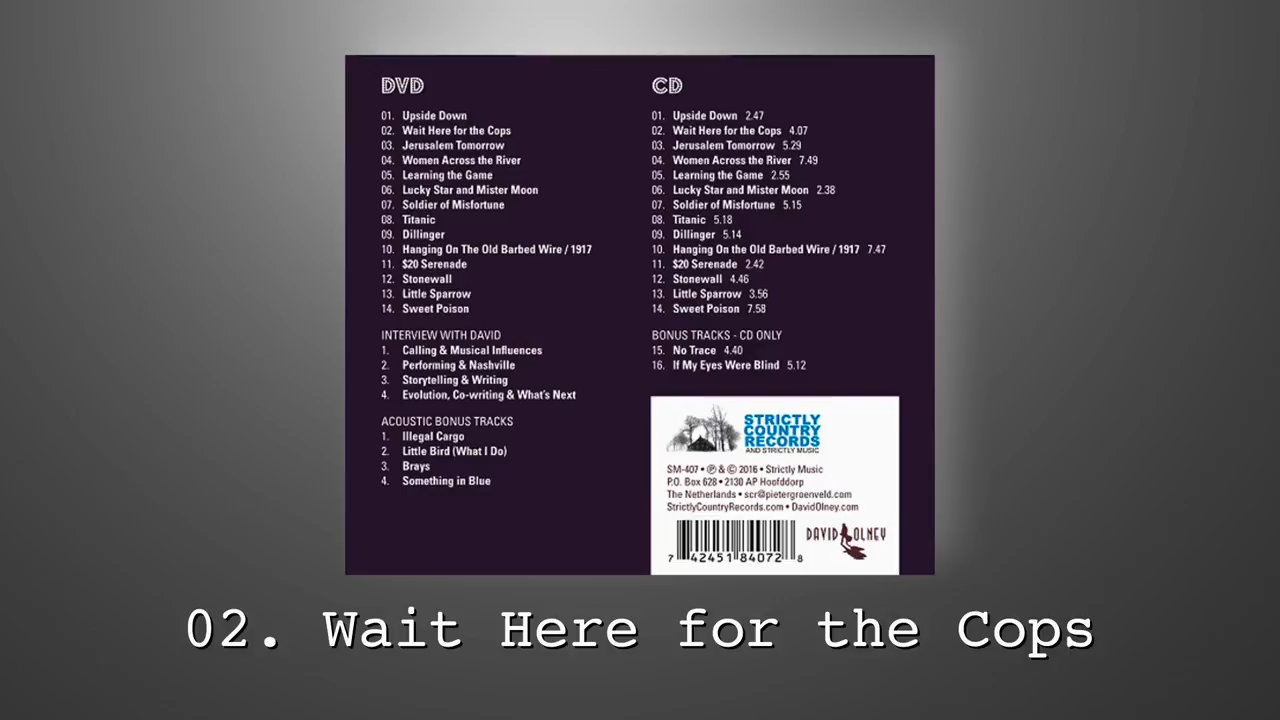 DVD
01. Upside Down
02. Wait Here for the Cops
03. Jerusalem Tomorrow
04. Women Across the River
05. Learning the Game
06. Lucky Star and Mister Moon
07. Soldier of Misfortune
08. Titanic
09. Dillinger
10. Hanging On The Old Barbed Wire / 1917
11. $20 Serenade
12. Stonewall
13. Little Sparrow
14. Sweet Poison
INTERVIEW WITH DAVID
1. Calling & Musical Influences
2. Performing & Nashville
3. Storytelling & Writing
4. Evolution, Co-writing & What's Next
ACOUSTIC BONUS TRACKS
1. Illegal Cargo
2. Little Bird (What I Do)
3. Brays
4. Something in Blue
CD
01. Upside Down 2.47
02. Wait Here for the Cops 4.07
03. Jerusalem Tomorrow 5.29
04. Women Across the River 7.49
05. Learning the Game 2.55
06. Lucky Star and Mister Moon 2.38
07. Soldier of Misfortune 5.15
08. Titanic 5.18
09. Dillinger 5.14
10. Hanging On the Old Barbed Wire / 1917 7.47
11. $20 Serenade 2.42
12. Stonewall 4.46
13. Little Sparrow 3.56
14. Sweet Poison 7.58
BONUS TRACKS - CD ONLY
15. No Trace 4.40
16. If My Eyes Were Blind 5.12
STRICTLY
COUNTRY
RECORDS
AND STRICTLY MUSIC
SM-407 • ℗ & © 2016 • Strictly Music
P.O. Box 628 • 2130 AP Hoofddorp
The Netherlands • scr@pietergroenveld.com
StrictlyCountryRecords.com • DavidOlney.com
7 42451 84072 8
DAVID OLNEY
02. Wait Here for the Cops